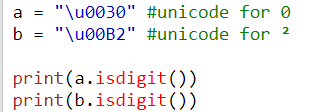 a = "\u0030" #unicode for 0
b = "\u00B2" #unicode for ²
print(a.isdigit())
print(b.isdigit())